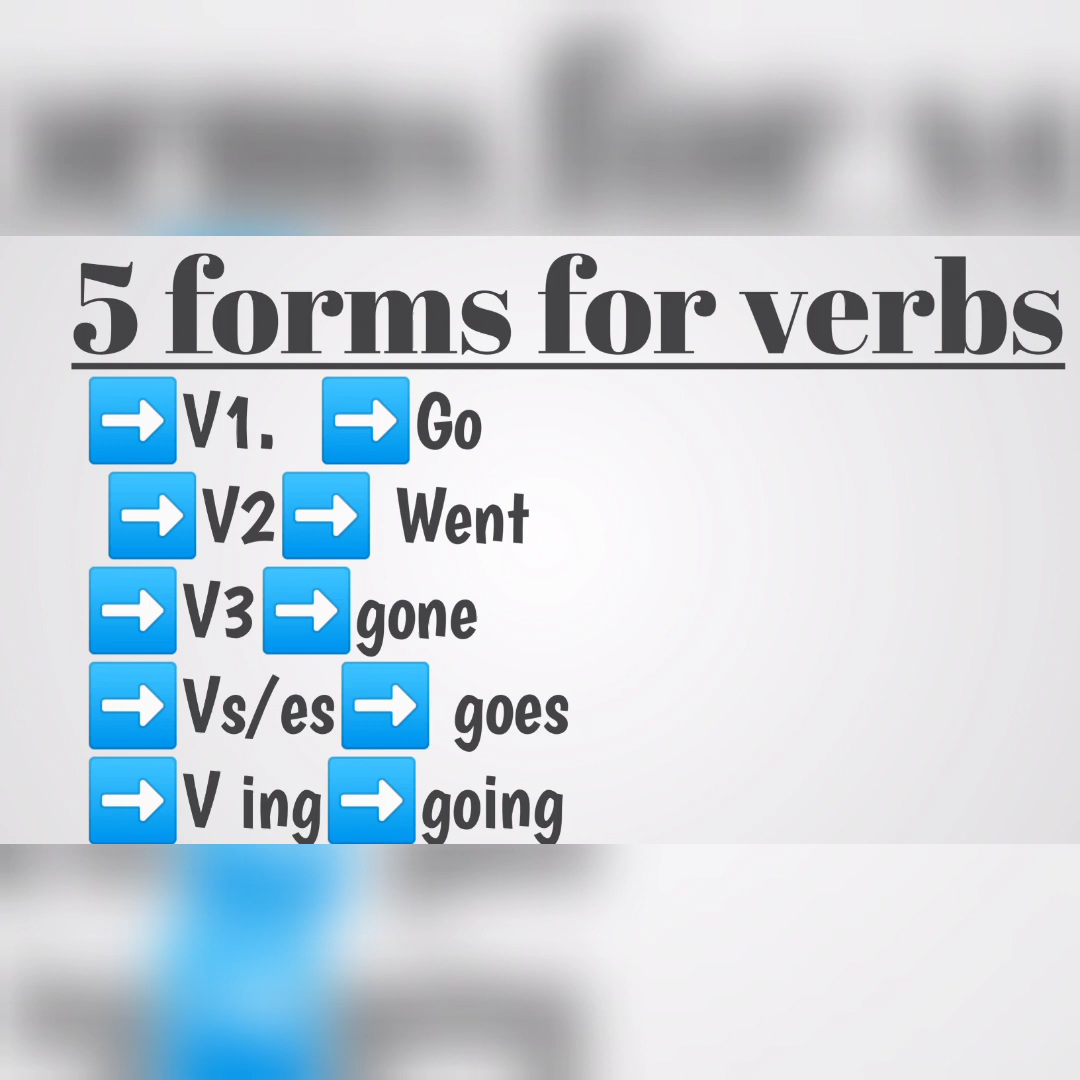 5 forms for verbs
➡️V1. ➡️Go
➡️V2➡️ Went
➡️V3➡️gone
➡️Vs/es➡️ goes
➡️V ing➡️going